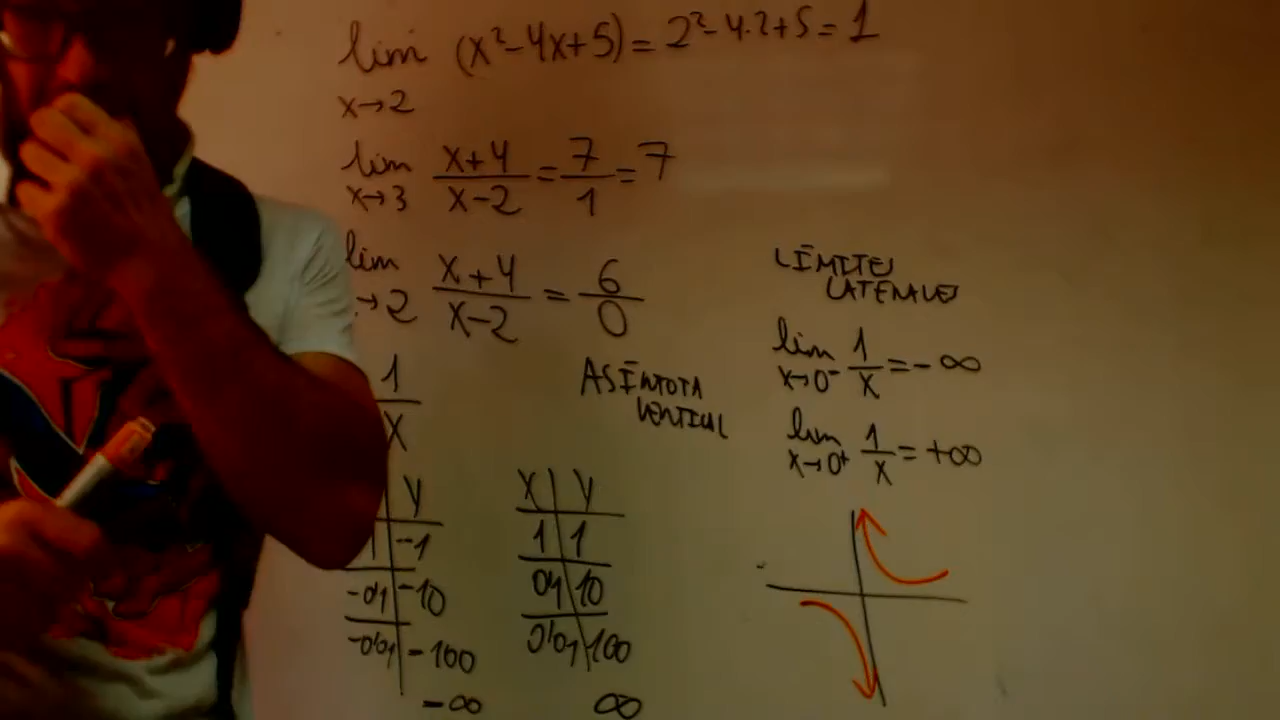 lim (x²-4x+5) = 2²-4·2+5 = 1
x→2
lim x+4/x-2 = 7/1 = 7
x→3
lim x+4/x-2 = 6/0
→2
1/x
ASÍNTOTA
VERTICAL
y
-1
-0'1 -10
-0'01 -100
-∞
x y
1 1
0'1 10
0'01 100
∞
LÍMITES
LATERALES
lim 1/x = -∞
x→0⁻
lim 1/x = +∞
x→0⁺